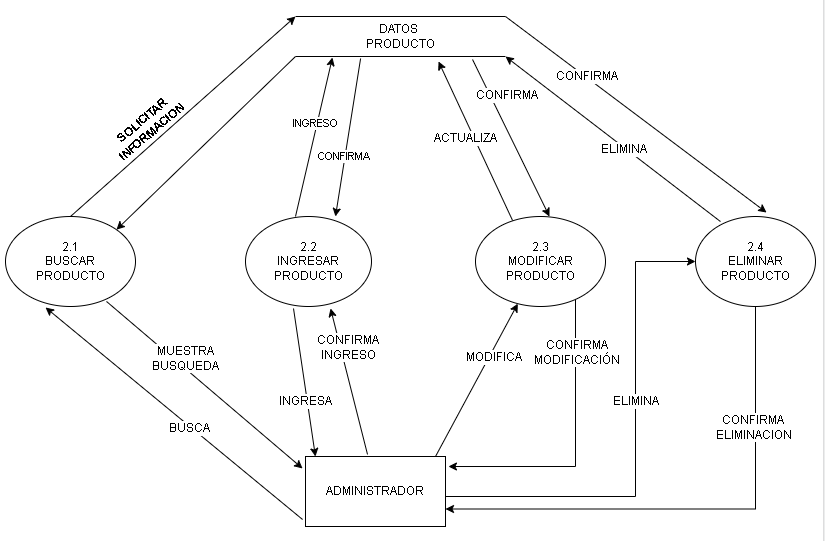 DATOS
PRODUCTO
CONFIRMA
SOLICITAR
INFORMACION
CONFIRMA
INGRESO
ACTUALIZA
ELIMINA
CONFIRMA
2.1
BUSCAR
PRODUCTO
2.2
INGRESAR
PRODUCTO
2.3
MODIFICAR
PRODUCTO
2.4
ELIMINAR
PRODUCTO
MUESTRA
BUSQUEDA
CONFIRMA
INGRESO
MODIFICA
CONFIRMA
MODIFICACIÓN
INGRESA
ELIMINA
BUSCA
CONFIRMA
ELIMINACION
ADMINISTRADOR